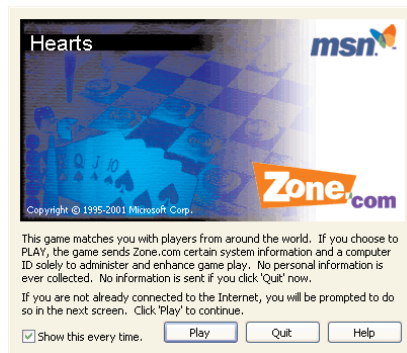 Hearts
msn
Q J 10
Zone.com
Copyright © 1995-2001 Microsoft Corp.
This game matches you with players from around the world. If you choose to
PLAY, the game sends Zone.com certain system information and a computer
ID solely to administer and enhance game play. No personal information is
ever collected. No information is sent if you click 'Quit' now.
If you are not already connected to the Internet, you will be prompted to do
so in the next screen. Click 'Play' to continue.
Show this every time.
Play
Quit
Help